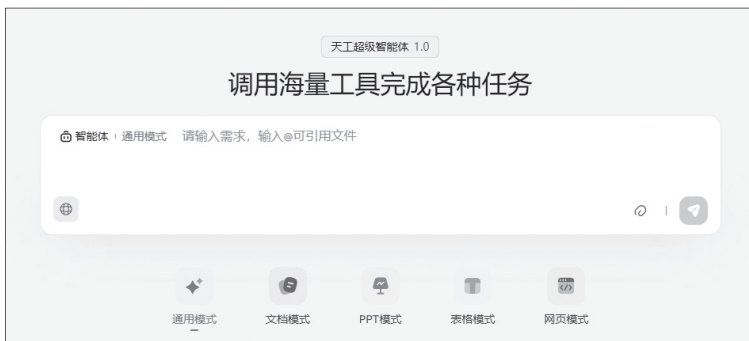 天工超级智能体 1.0
调用海量工具完成各种任务
智能体 通用模式 请输入需求，输入@可引用文件
通用模式 文档模式 PPT模式 表格模式 网页模式